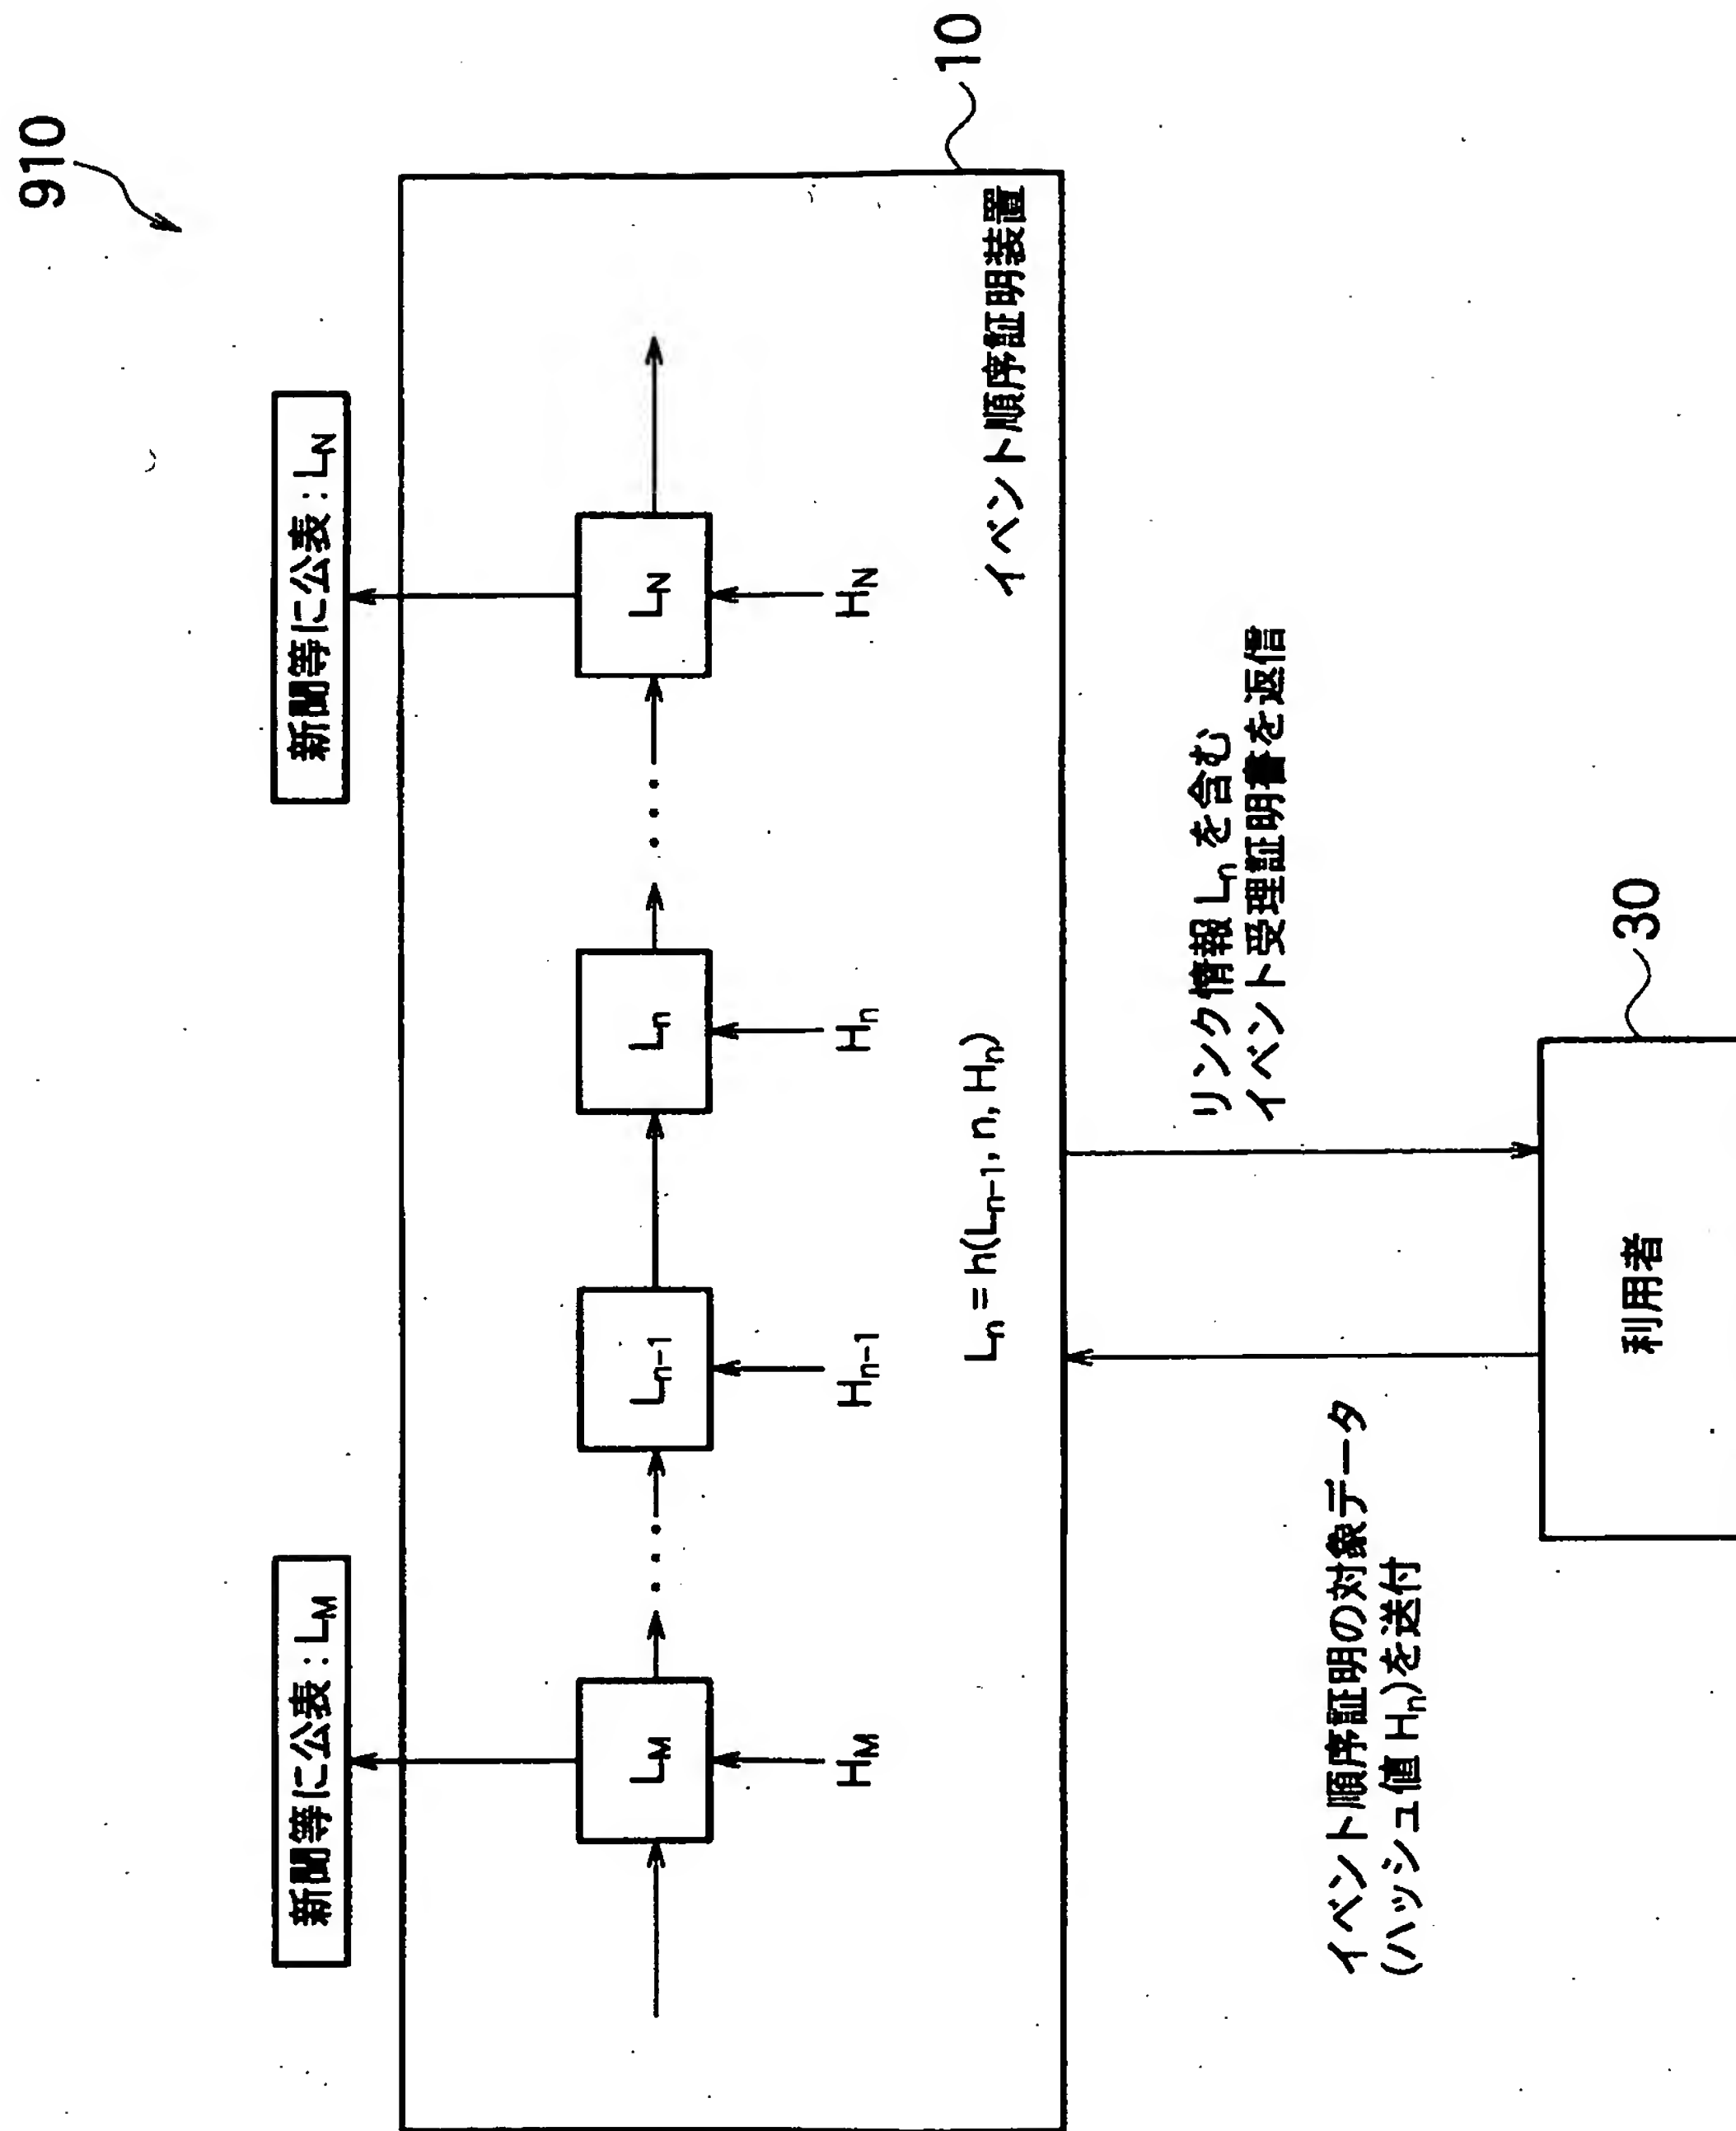 910
新聞等に公表：L_M
新聞等に公表：L_N
10
L_M
L_{n-1}
L_n
L_N
H_M
H_{n-1}
H_n
H_N
L_n = h(L_{n-1}, n, H_n)
イベント順序証明装置
イベント順序証明の対象データ
(ハッシュ値 H_n)を送付
リンク情報 L_n を含む
イベント受理証明書を返信
利用者
30